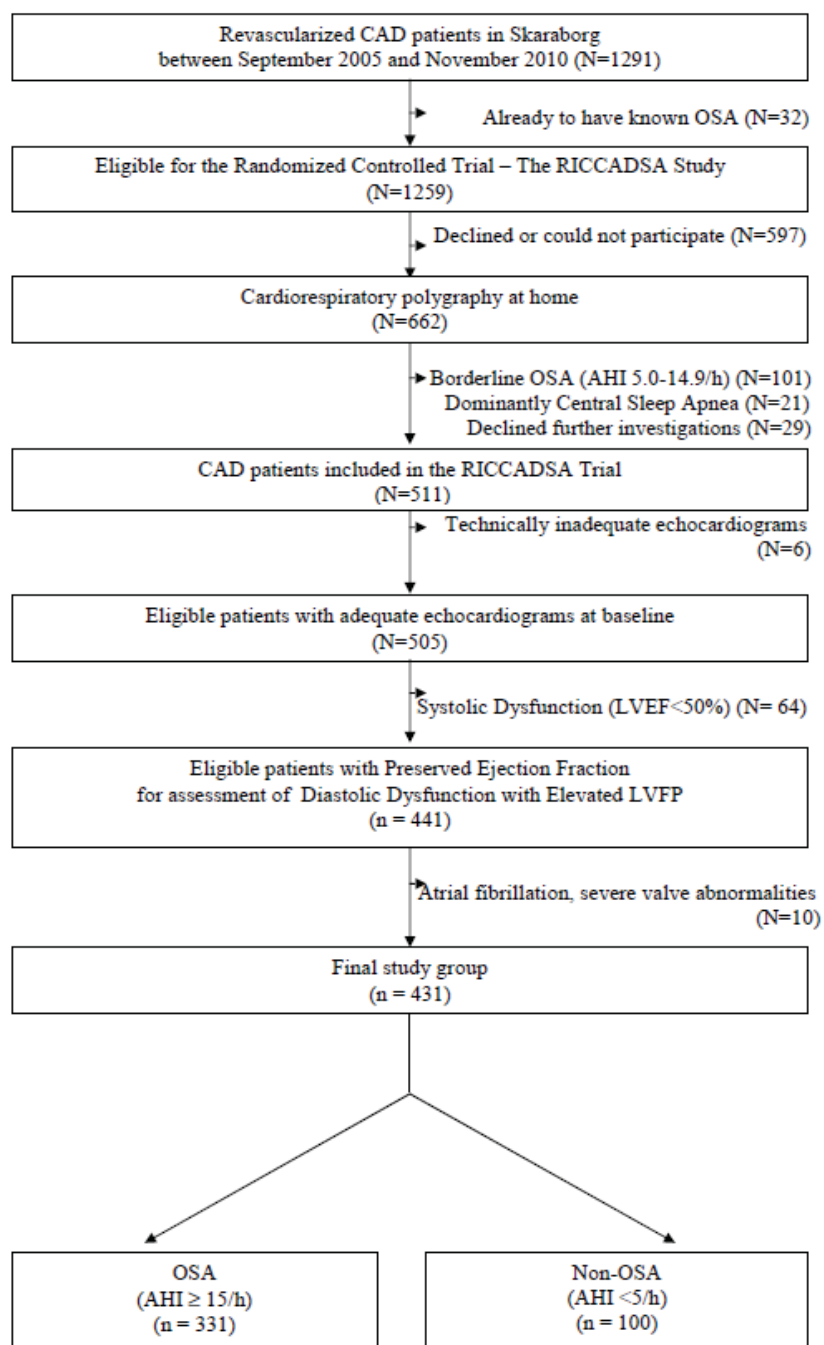 Revascularized CAD patients in Skaraborg
between September 2005 and November 2010 (N=1291)
Already to have known OSA (N=32)
Eligible for the Randomized Controlled Trial – The RICCADSA Study
(N=1259)
Declined or could not participate (N=597)
Cardiorespiratory polygraphy at home
(N=662)
Borderline OSA (AHI 5.0-14.9/h) (N=101)
Dominantly Central Sleep Apnea (N=21)
Declined further investigations (N=29)
CAD patients included in the RICCADSA Trial
(N=511)
Technically inadequate echocardiograms
(N=6)
Eligible patients with adequate echocardiograms at baseline
(N=505)
Systolic Dysfunction (LVEF<50%) (N= 64)
Eligible patients with Preserved Ejection Fraction
for assessment of Diastolic Dysfunction with Elevated LVFP
(n = 441)
Atrial fibrillation, severe valve abnormalities
(N=10)
Final study group
(n = 431)
OSA
(AHI ≥ 15/h)
(n = 331)
Non-OSA
(AHI <5/h)
(n = 100)